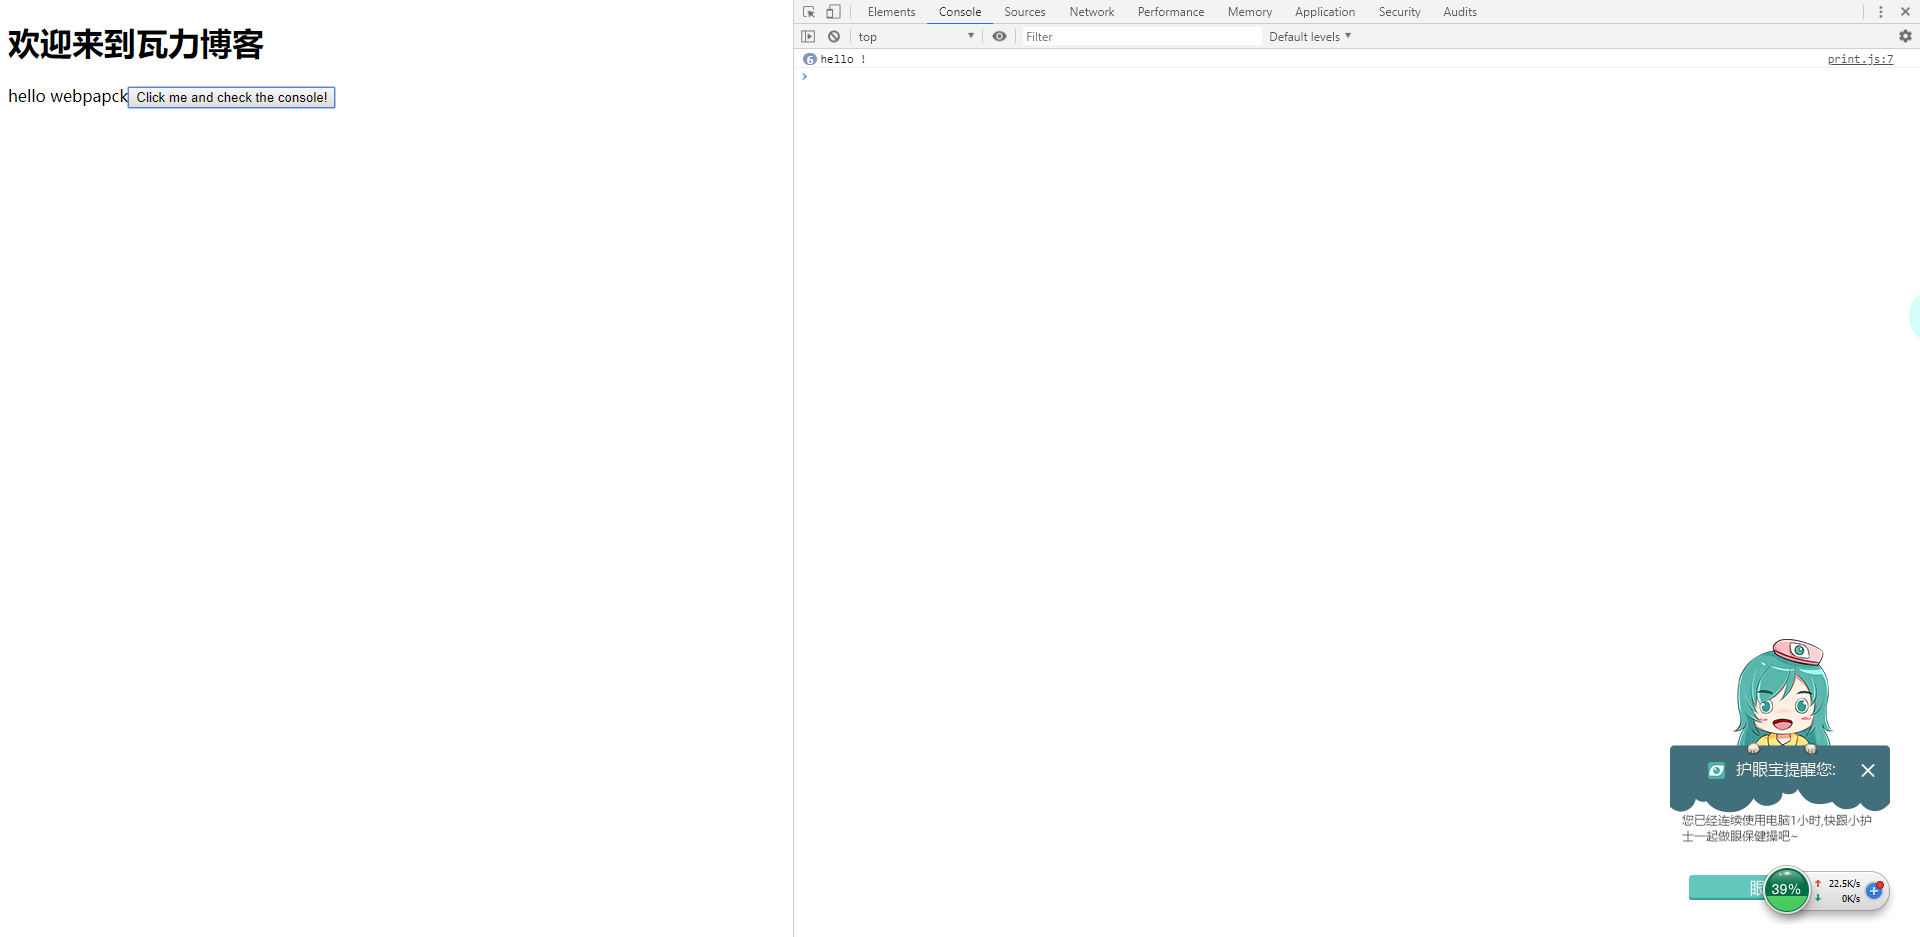 欢迎来到瓦力博客
hello webpapck Click me and check the console!
Elements Console Sources Network Performance Memory Application Security Audits
top Filter Default levels
6 hello ! print.js:7
护眼宝提醒您:
您已经连续使用电脑1小时,快跟小护
士一起做眼保健操吧~
眼
39% 22.5K/s
0K/s